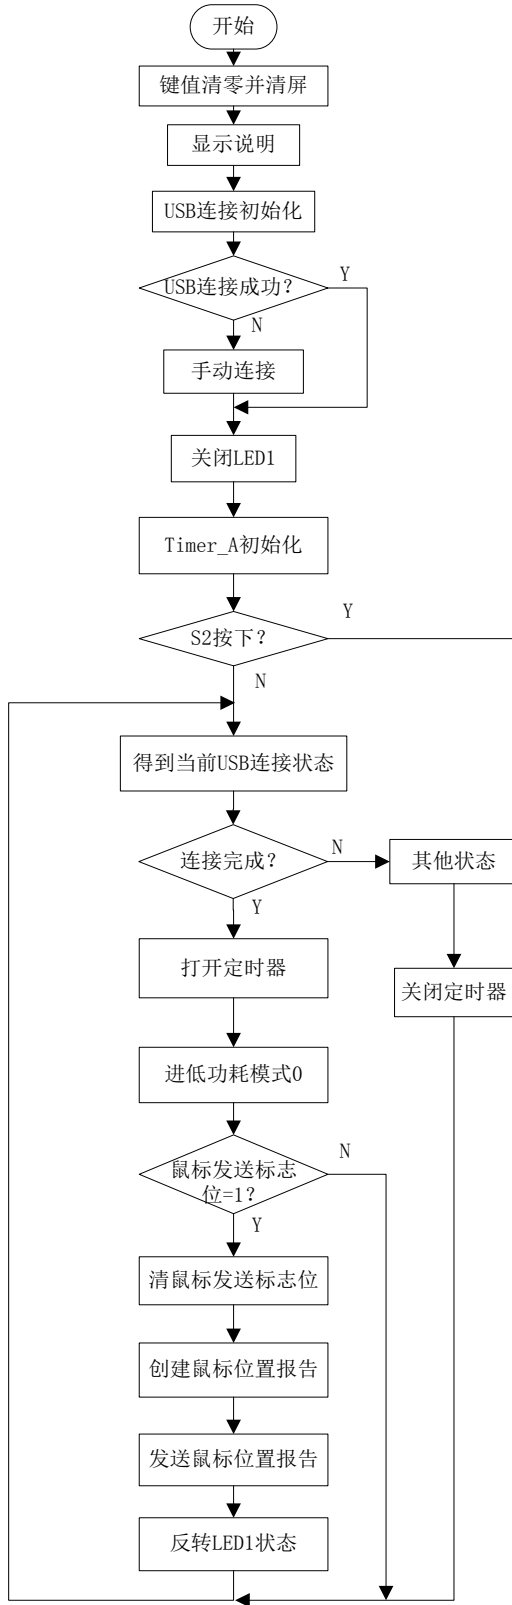 开始
键值清零并清屏
显示说明
USB连接初始化
USB连接成功？
Y
N
手动连接
关闭LED1
Timer_A初始化
S2按下？
Y
N
得到当前USB连接状态
连接完成？
N
其他状态
Y
打开定时器
关闭定时器
进低功耗模式0
鼠标发送标志
位=1？
N
Y
清鼠标发送标志位
创建鼠标位置报告
发送鼠标位置报告
反转LED1状态